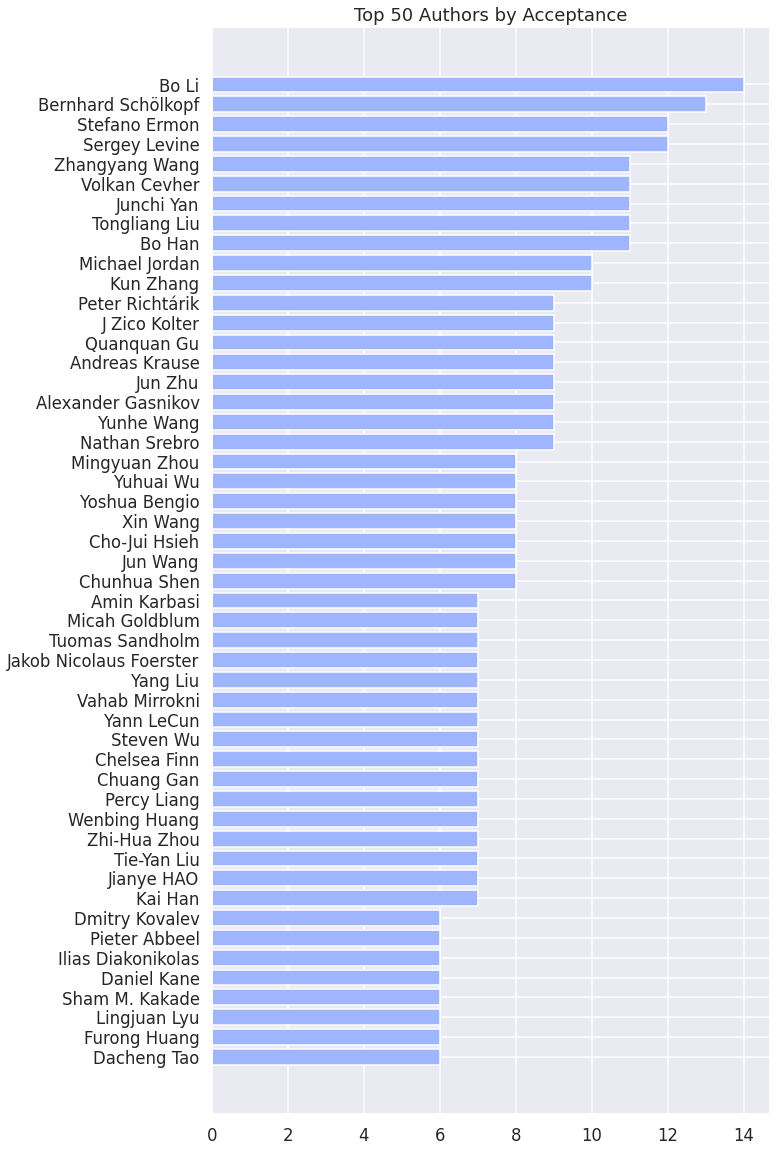 Top 50 Authors by Acceptance
Bo Li
Bernhard Schölkopf
Stefano Ermon
Sergey Levine
Zhangyang Wang
Volkan Cevher
Junchi Yan
Tongliang Liu
Bo Han
Michael Jordan
Kun Zhang
Peter Richtárik
J Zico Kolter
Quanquan Gu
Andreas Krause
Jun Zhu
Alexander Gasnikov
Yunhe Wang
Nathan Srebro
Mingyuan Zhou
Yuhuai Wu
Yoshua Bengio
Xin Wang
Cho-Jui Hsieh
Jun Wang
Chunhua Shen
Amin Karbasi
Micah Goldblum
Tuomas Sandholm
Jakob Nicolaus Foerster
Yang Liu
Vahab Mirrokni
Yann LeCun
Steven Wu
Chelsea Finn
Chuang Gan
Percy Liang
Wenbing Huang
Zhi-Hua Zhou
Tie-Yan Liu
Jianye HAO
Kai Han
Dmitry Kovalev
Pieter Abbeel
Ilias Diakonikolas
Daniel Kane
Sham M. Kakade
Lingjuan Lyu
Furong Huang
Dacheng Tao
0 2 4 6 8 10 12 14